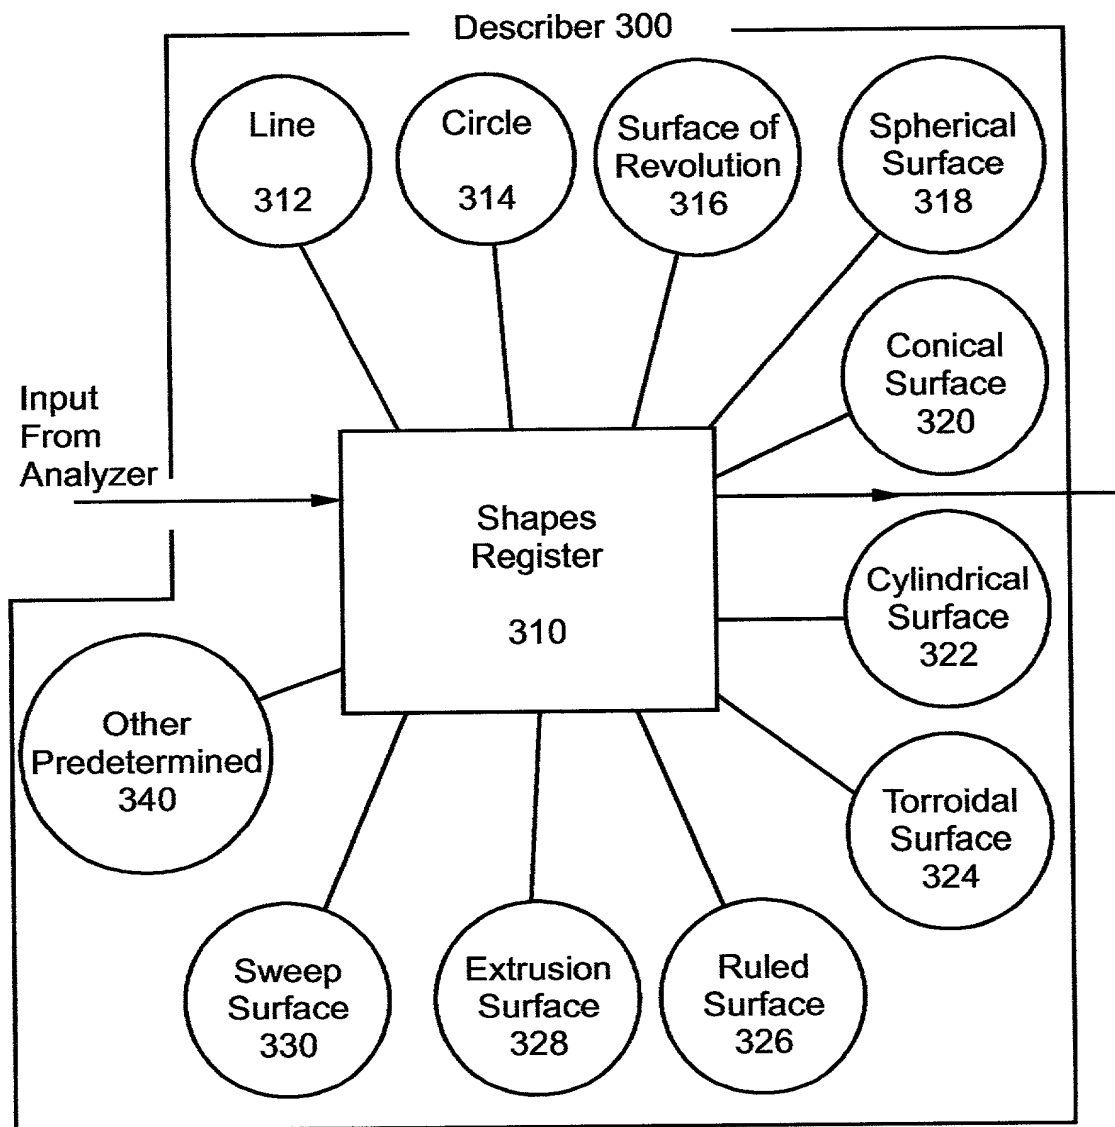 Describer 300
Line
312
Circle
314
Surface of
Revolution
316
Spherical
Surface
318
Conical
Surface
320
Input
From
Analyzer
Shapes
Register
310
Cylindrical
Surface
322
Other
Predetermined
340
Torroidal
Surface
324
Sweep
Surface
330
Extrusion
Surface
328
Ruled
Surface
326